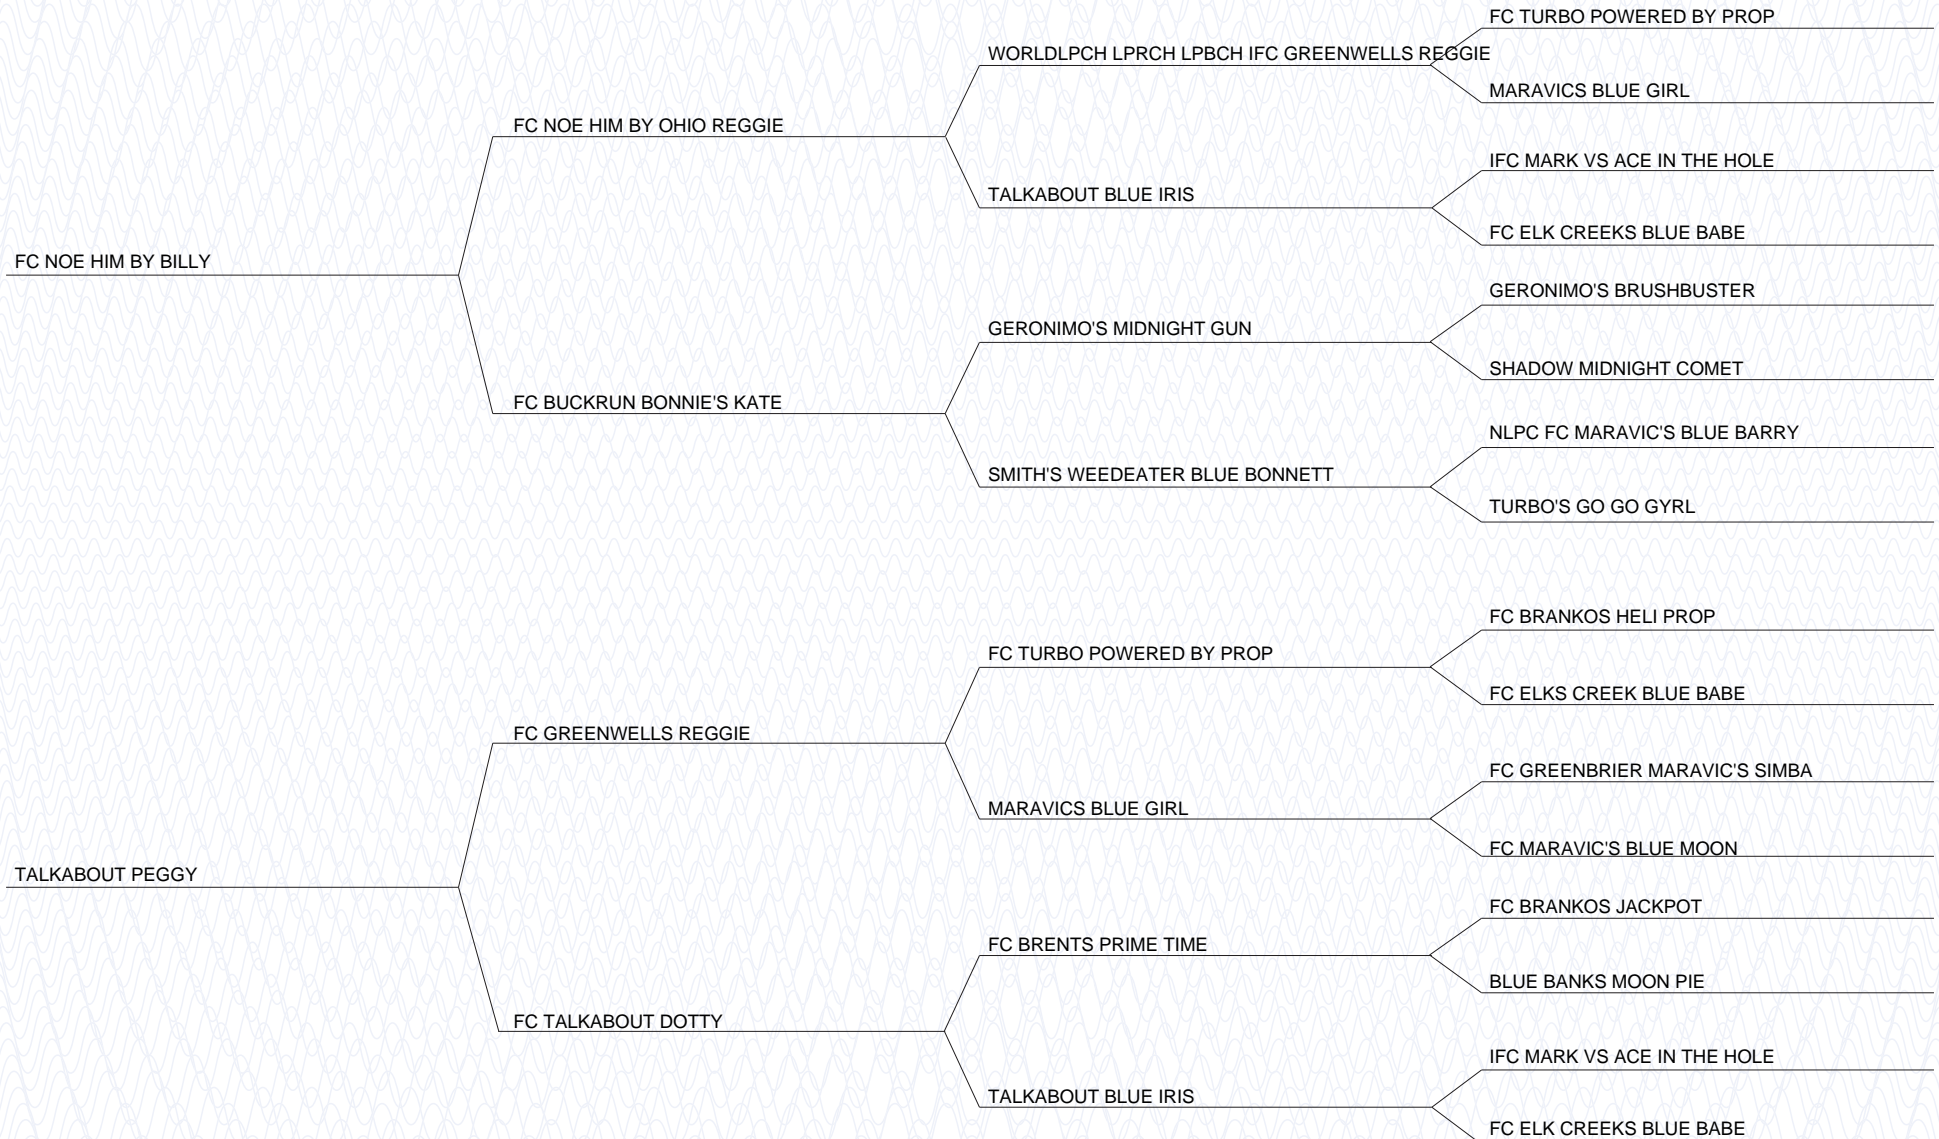 FC TURBO POWERED BY PROP
WORLDLPCH LPRCH LPBCH IFC GREENWELLS REGGIE
MARAVICS BLUE GIRL
FC NOE HIM BY OHIO REGGIE
IFC MARK VS ACE IN THE HOLE
TALKABOUT BLUE IRIS
FC ELK CREEKS BLUE BABE
FC NOE HIM BY BILLY
GERONIMO'S BRUSHBUSTER
GERONIMO'S MIDNIGHT GUN
SHADOW MIDNIGHT COMET
FC BUCKRUN BONNIE'S KATE
NLPC FC MARAVIC'S BLUE BARRY
SMITH'S WEEDEATER BLUE BONNETT
TURBO'S GO GO GYRL
FC BRANKOS HELI PROP
FC TURBO POWERED BY PROP
FC ELKS CREEK BLUE BABE
FC GREENWELLS REGGIE
FC GREENBRIER MARAVIC'S SIMBA
MARAVICS BLUE GIRL
FC MARAVIC'S BLUE MOON
TALKABOUT PEGGY
FC BRANKOS JACKPOT
FC BRENTS PRIME TIME
BLUE BANKS MOON PIE
FC TALKABOUT DOTTY
IFC MARK VS ACE IN THE HOLE
TALKABOUT BLUE IRIS
FC ELK CREEKS BLUE BABE